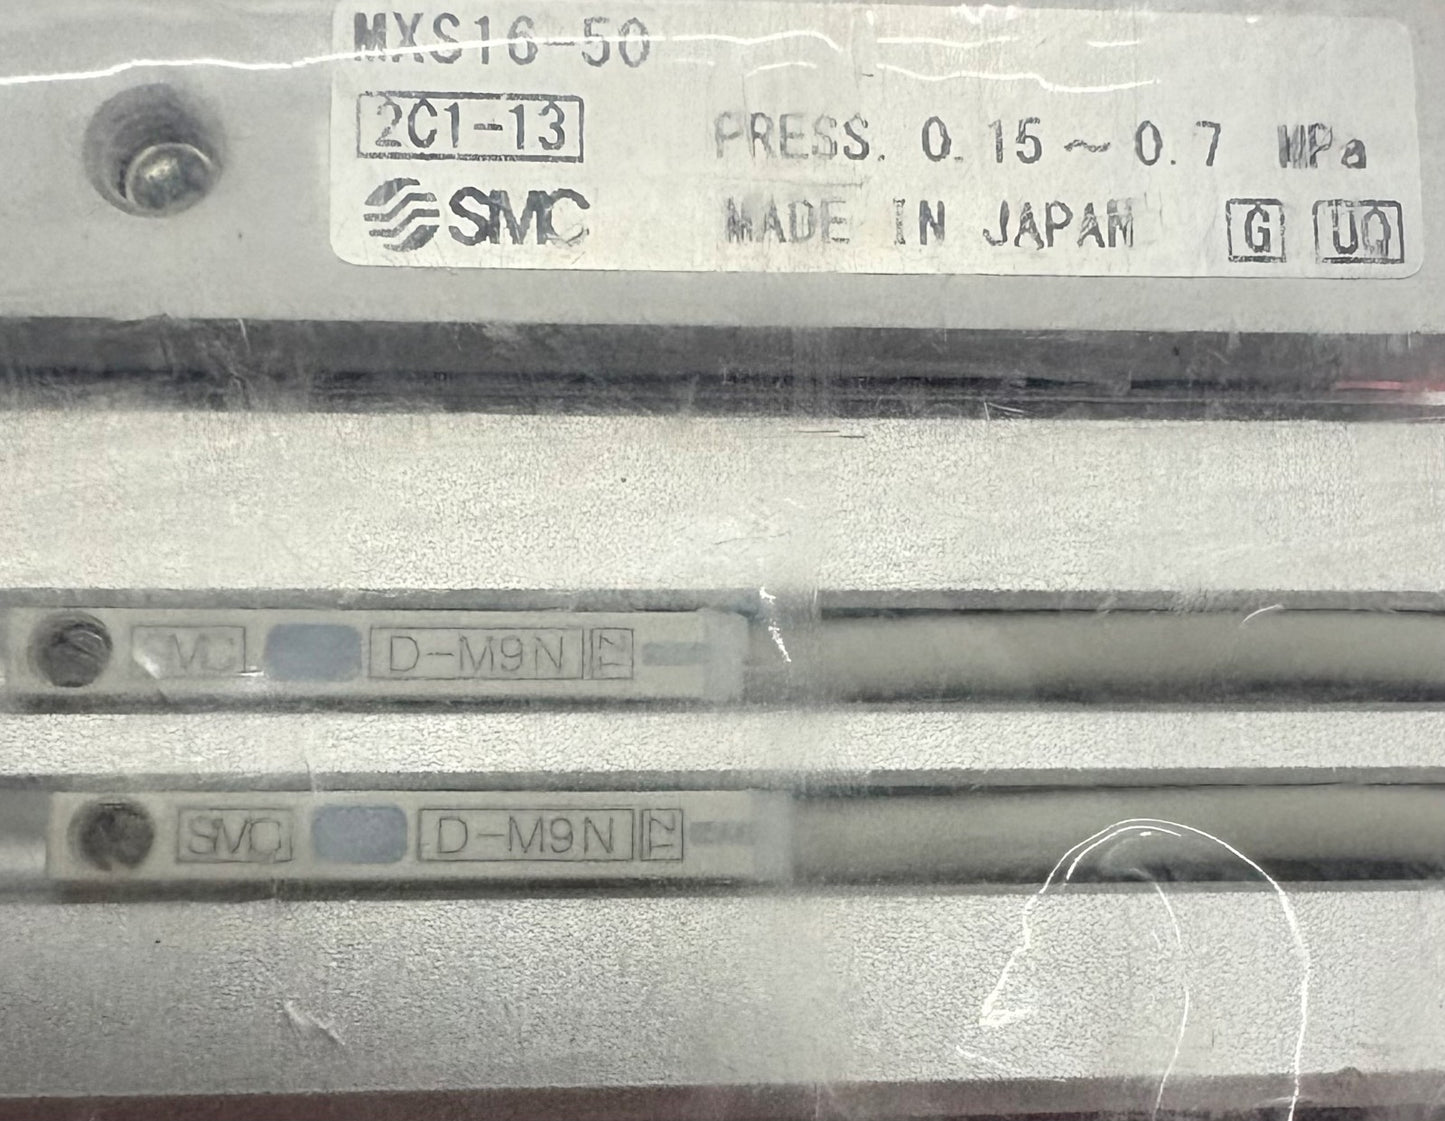 MXS16-50
2C1-13 PRESS. 0.15~0.7 MPa
SMC MADE IN JAPAN G UQ
SMC D-M9N
SMC D-M9N